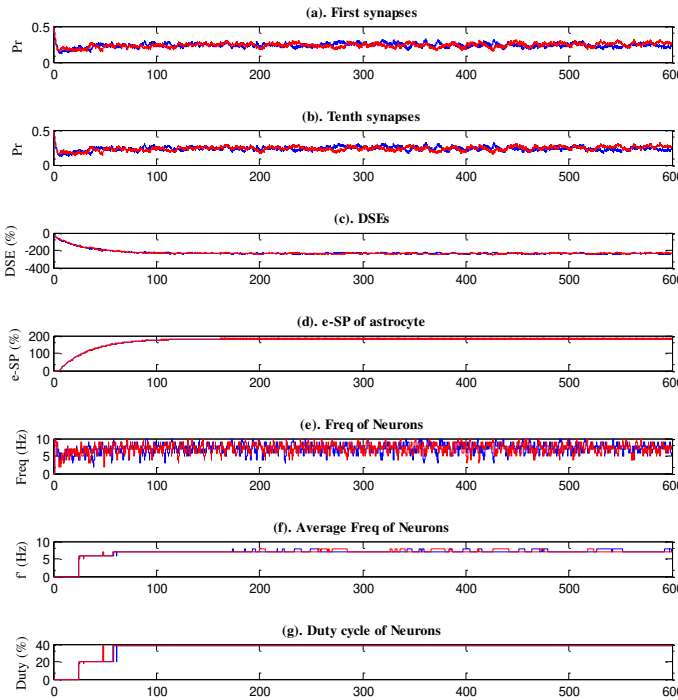 (a). First synapses
0.5
Pr
0
0 100 200 300 400 500 600
(b). Tenth synapses
0.5
Pr
0
0 100 200 300 400 500 600
(c). DSEs
0
DSE (%)
-200
-400
0 100 200 300 400 500 600
(d). e-SP of astrocyte
200
e-SP (%)
100
0
0 100 200 300 400 500 600
(e). Freq of Neurons
10
Freq (Hz)
5
0
0 100 200 300 400 500 600
(f). Average Freq of Neurons
10
f' (Hz)
5
0
0 100 200 300 400 500 600
(g). Duty cycle of Neurons
40
Duty (%)
20
0
0 100 200 300 400 500 600